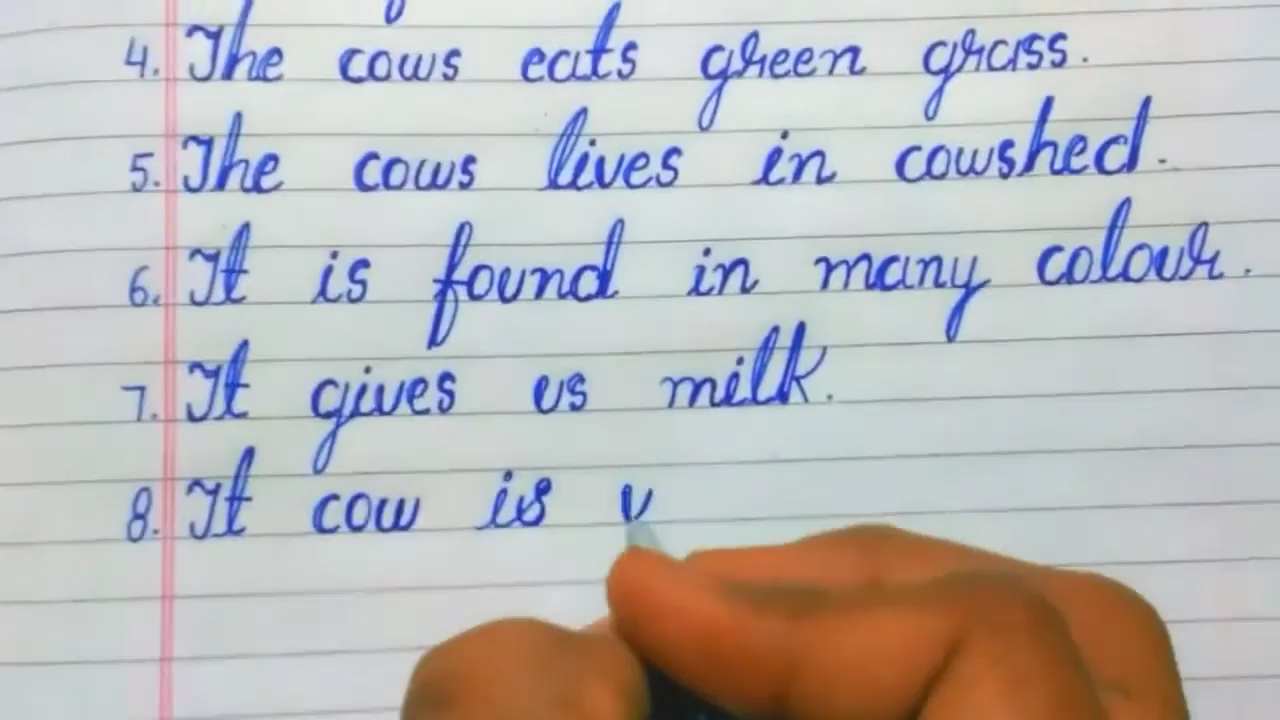 4. The cows eats green grass.
5. The cows lives in cowshed.
6. It is found in many colour.
7. It gives us milk.
8. It cow is